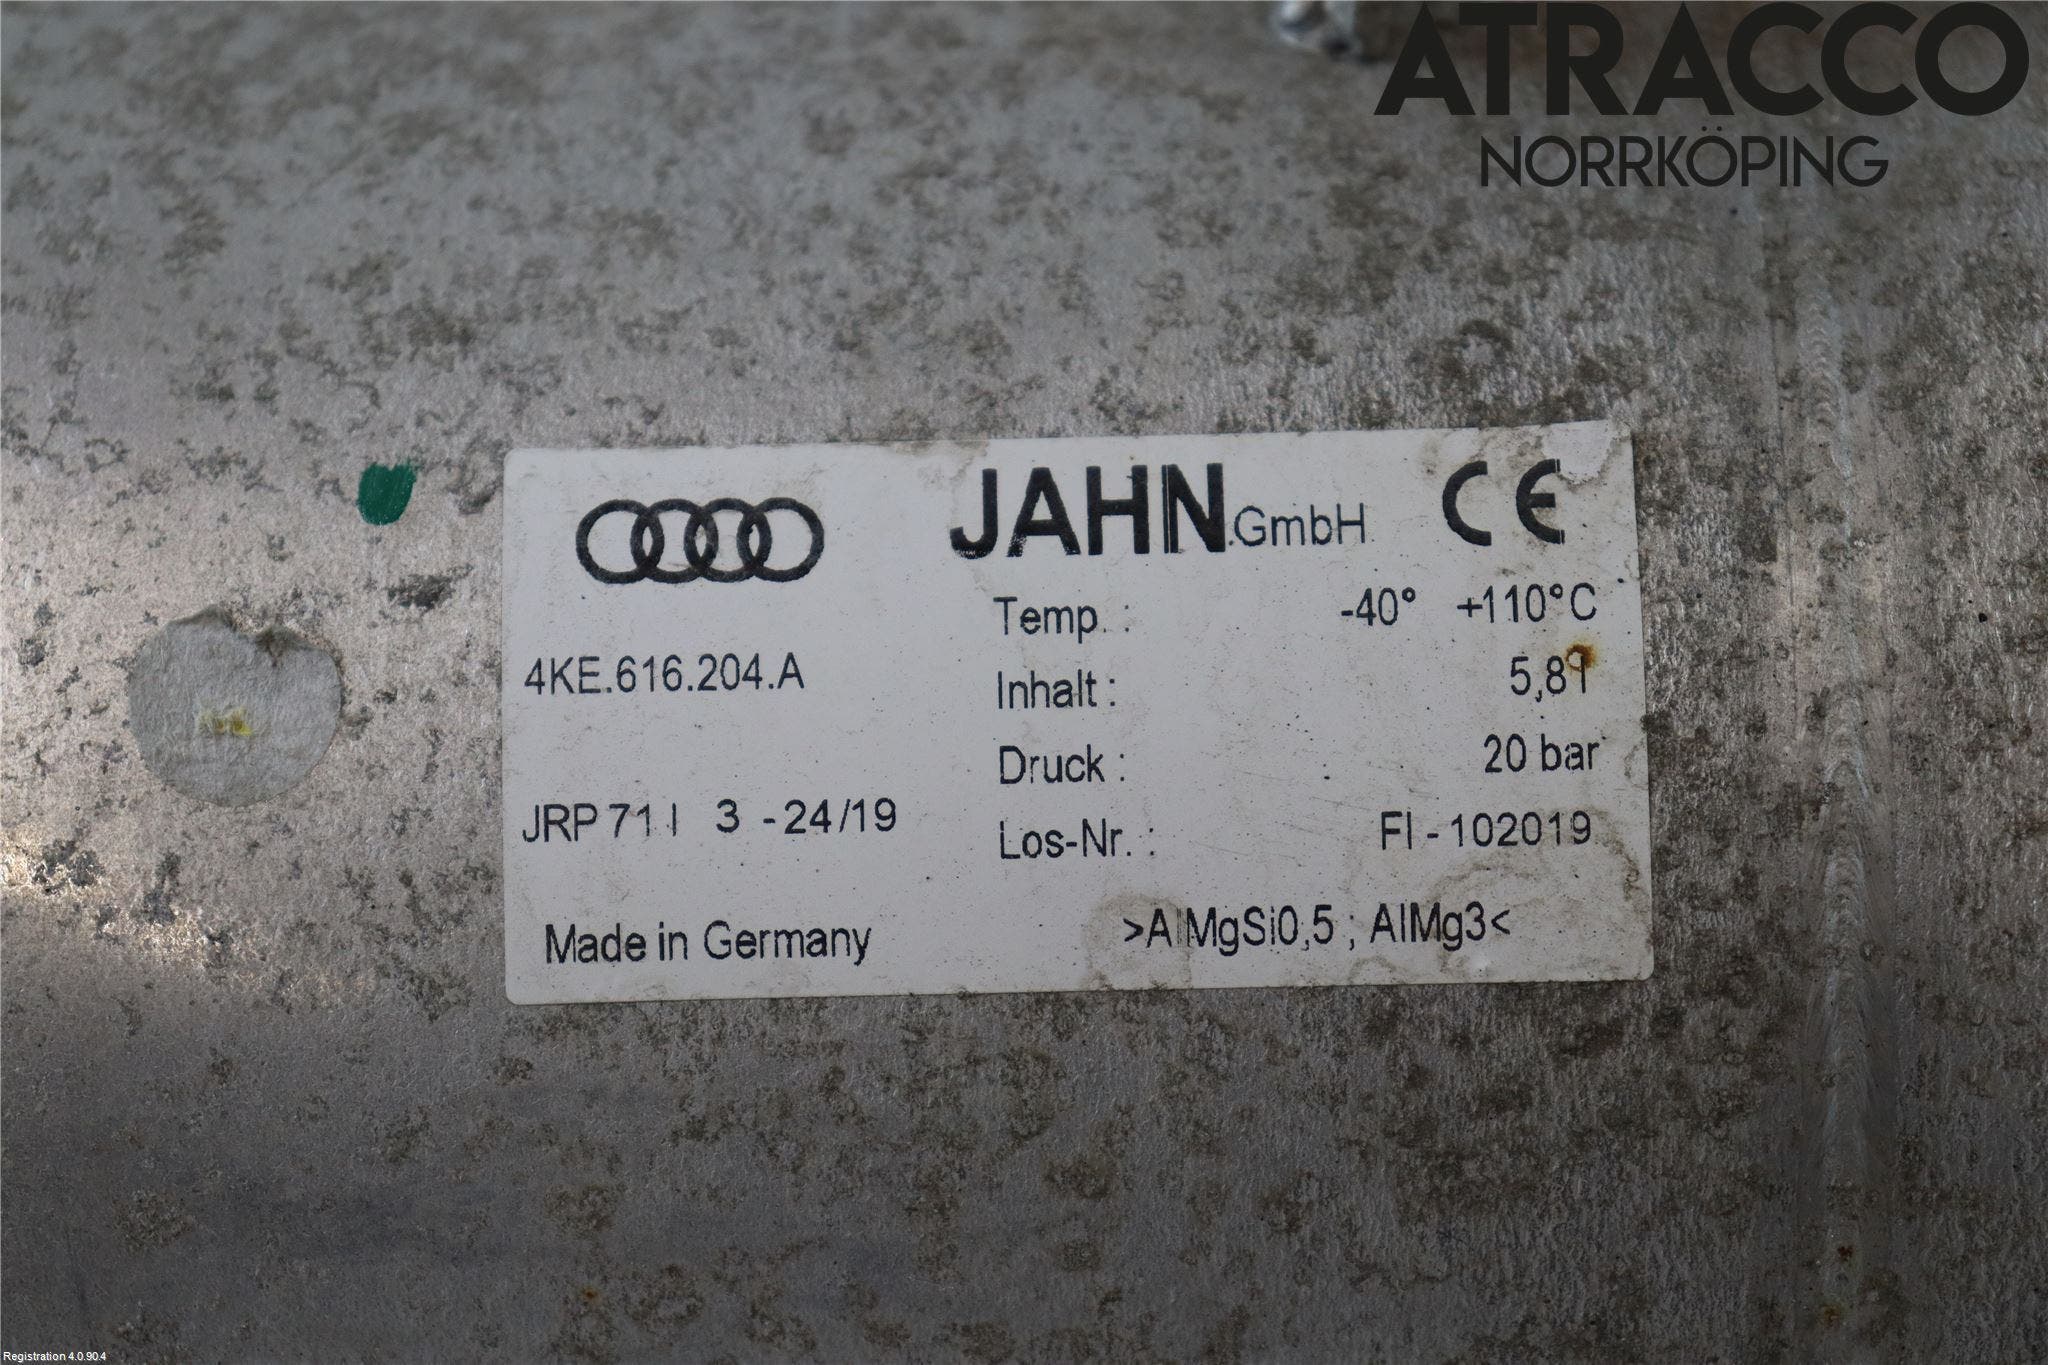 ATRACCO
NORRKÖPING
JAHN.GmbH CE
Temp. : -40° +110°C
4KE.616.204.A
Inhalt : 5,8 l
Druck : 20 bar
JRP 71 l 3 - 24/19
Los-Nr. : FI - 102019
Made in Germany
>AlMgSi0,5 ; AlMg3<
Registration 4.0.90.4